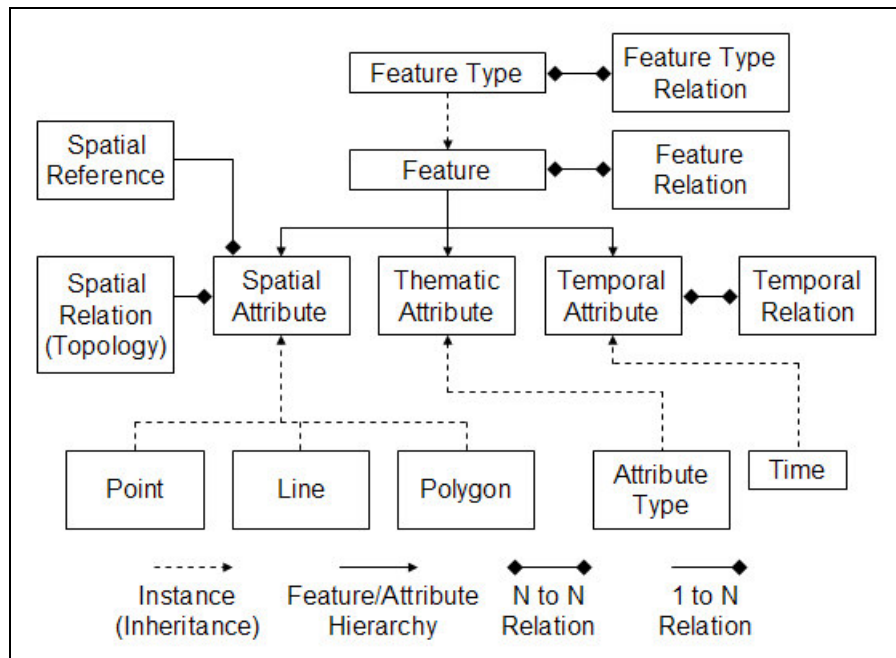 Feature Type
Feature Type
Relation
Spatial
Reference
Feature
Feature
Relation
Spatial
Relation
(Topology)
Spatial
Attribute
Thematic
Attribute
Temporal
Attribute
Temporal
Relation
Point
Line
Polygon
Attribute
Type
Time
Instance
(Inheritance)
Feature/Attribute
Hierarchy
N to N
Relation
1 to N
Relation